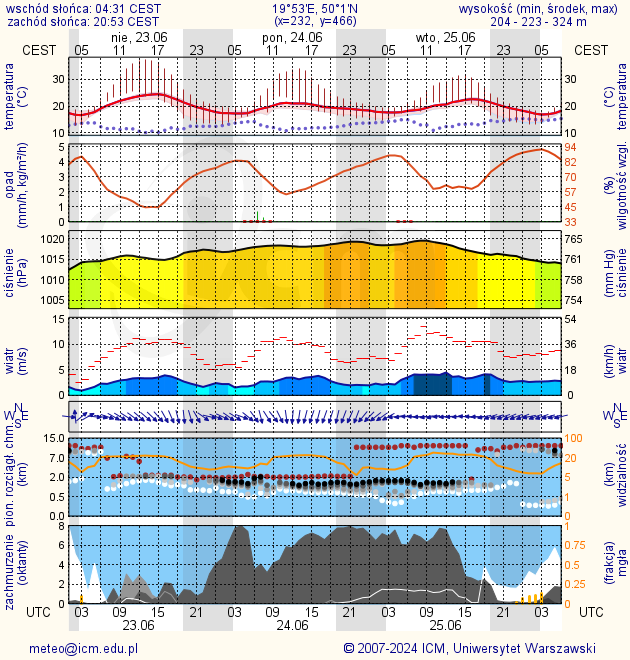 wschód słońca: 04:31 CEST 19°53'E, 50°1'N wysokość (min, środek, max)
zachód słońca: 20:53 CEST (x=232, y=466) 204 - 223 - 324 m
nie, 23.06 pon, 24.06 wto, 25.06
CEST 05 11 17 23 05 11 17 23 05 11 17 23 05 CEST
temperatura (°C) 30 20 10 30 20 10 (°C) temperatura
opad (mm/h, kg/m²/h) 5 4 3 2 1 0 94 82 70 57 45 33 (%) wilgotność wzgl.
ciśnienie (hPa) 1020 1015 1010 1005 765 761 758 754 (mm Hg) ciśnienie
wiatr (m/s) 15 10 5 0 54 36 18 0 (km/h) wiatr
N W E S N W E S
pion. rozciągł. chm. (km) 15.0 7.0 2.0 0.5 0.0 100 20 5 1 0 (km) widzialność
zachmurzenie (oktanty) 8 6 4 2 0 1 0.75 0.5 0.25 0 (frakcja) mgła
UTC 03 09 15 21 03 09 15 21 03 09 15 21 03 UTC
23.06 24.06 25.06
meteo@icm.edu.pl © 2007-2024 ICM, Uniwersytet Warszawski